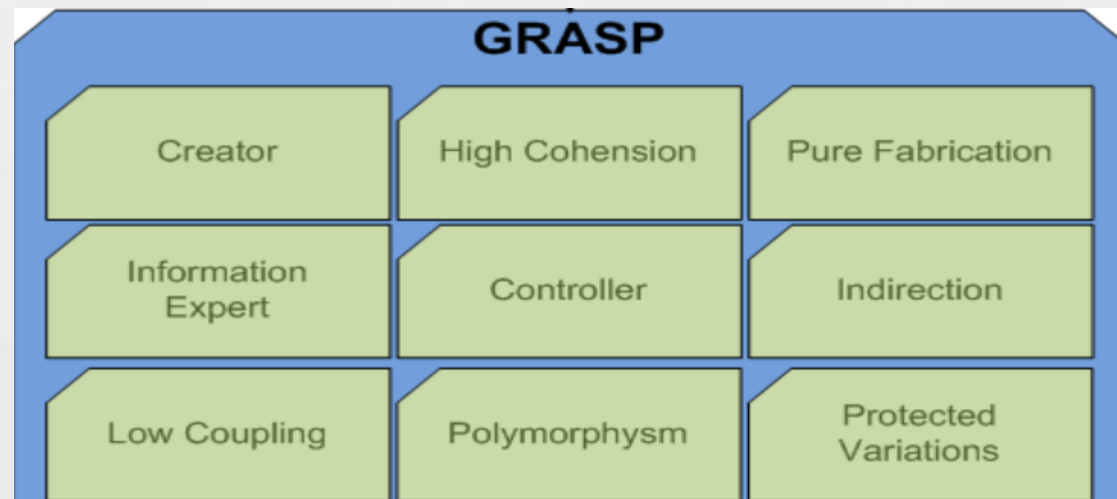 GRASP
Creator
High Cohension
Pure Fabrication
Information
Expert
Controller
Indirection
Low Coupling
Polymorphysm
Protected
Variations